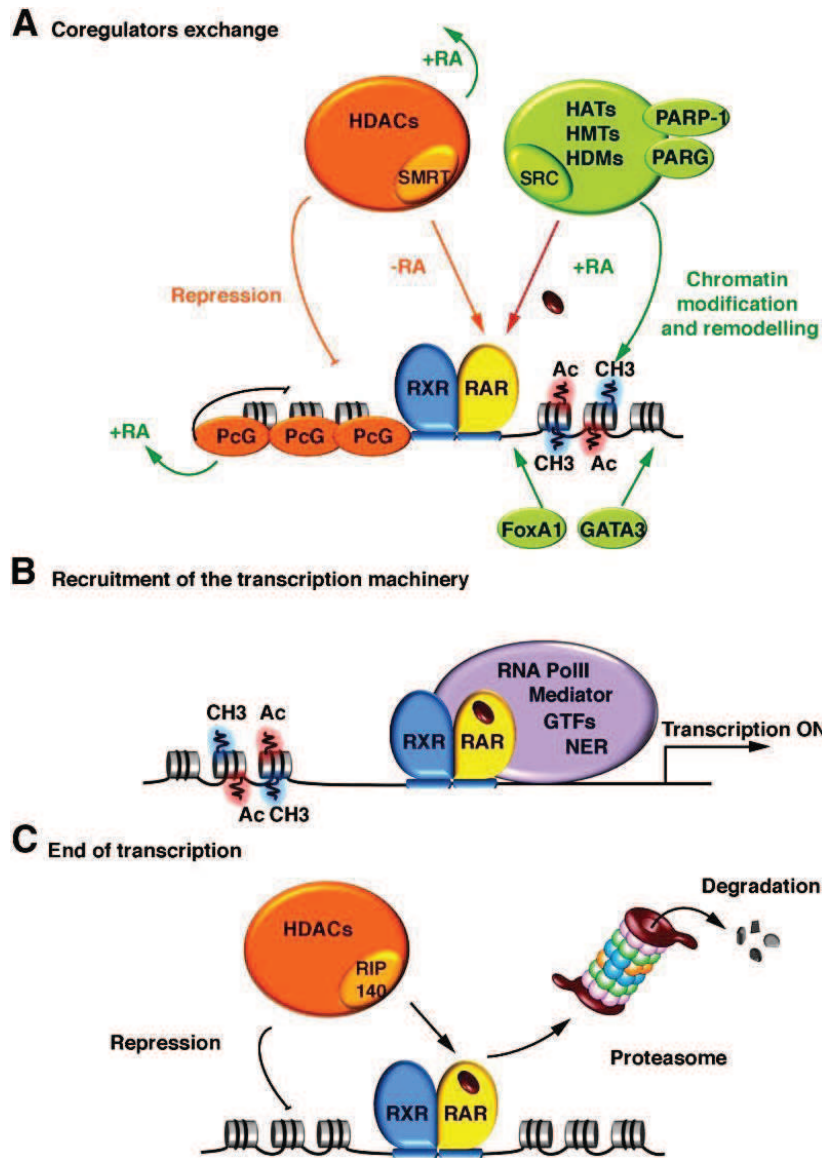 A Coregulators exchange
+RA
HDACs
SMRT
HATs
HMTs
HDMs
SRC
PARP-1
PARG
-RA
+RA
Repression
Chromatin
modification
and remodelling
RXR
RAR
Ac
CH3
CH3
Ac
PcG
PcG
PcG
+RA
FoxA1
GATA3
B Recruitment of the transcription machinery
RNA PolII
Mediator
GTFs
NER
RXR
RAR
CH3
Ac
Ac
CH3
Transcription ON
C End of transcription
HDACs
RIP
140
Degradation
Repression
Proteasome
RXR
RAR